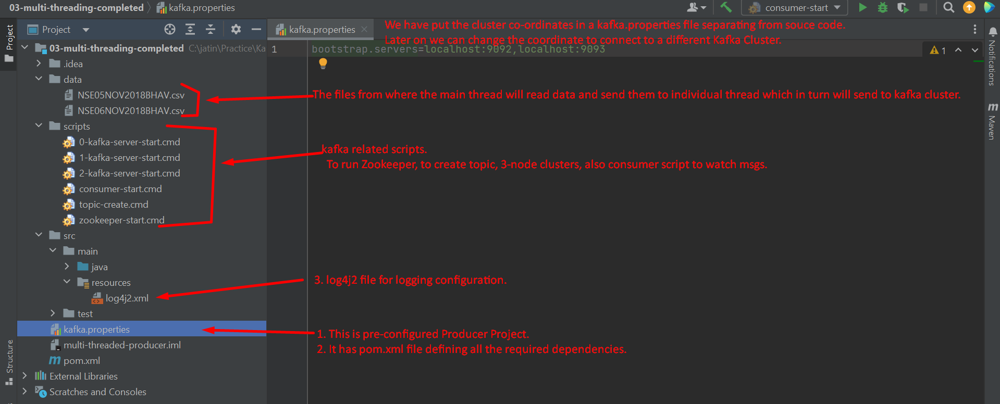 03-multi-threading-completed
kafka.properties
consumer-start
Project
Project
kafka.properties
We have put the cluster co-ordinates in a kafka.properties file separating from souce code.
Later on we can change the coordinate to connect to a different Kafka Cluster.
03-multi-threading-completed C:\jatin\Practice\Ka
1 bootstrap.servers=localhost:9092,localhost:9093
1
Notifications
.idea
data
NSE05NOV2018BHAV.csv
The files from where the main thread will read data and send them to individual thread which in turn will send to kafka cluster.
NSE06NOV2018BHAV.csv
Maven
scripts
0-kafka-server-start.cmd
kafka related scripts.
1-kafka-server-start.cmd
To run Zookeeper, to create topic, 3-node clusters, also consumer script to watch msgs.
2-kafka-server-start.cmd
consumer-start.cmd
topic-create.cmd
zookeeper-start.cmd
src
main
java
resources
3. log4j2 file for logging configuration.
log4j2.xml
test
kafka.properties
1. This is pre-configured Producer Project.
multi-threaded-producer.iml
2. It has pom.xml file defining all the required dependencies.
pom.xml
Structure
External Libraries
Scratches and Consoles